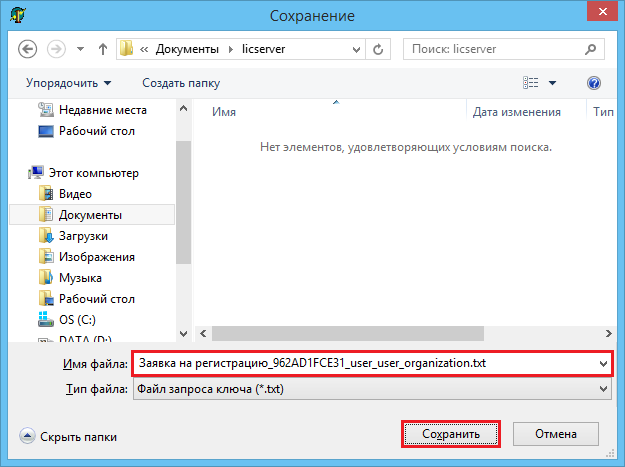 Сохранение
« Документы licserver
Поиск: licserver
Упорядочить Создать папку
Имя Дата изменения Тип
Недавние места
Рабочий стол
Нет элементов, удовлетворяющих условиям поиска.
Этот компьютер
Видео
Документы
Загрузки
Изображения
Музыка
Рабочий стол
OS (C:)
DATA (D:)
Имя файла: Заявка на регистрацию_962AD1FCE31_user_user_organization.txt
Тип файла: Файл запроса ключа (*.txt)
Скрыть папки Сохранить Отмена